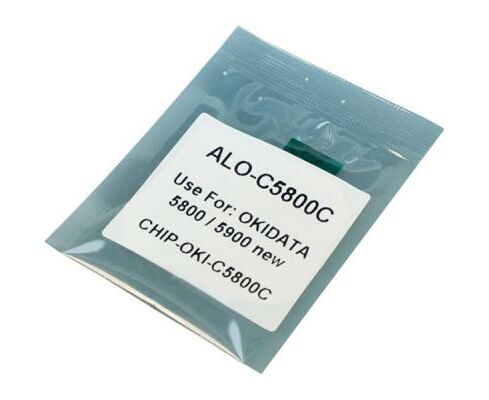 ALO-C5800C
Use For: OKIDATA
5800 / 5900 new
CHIP-OKI-C5800C